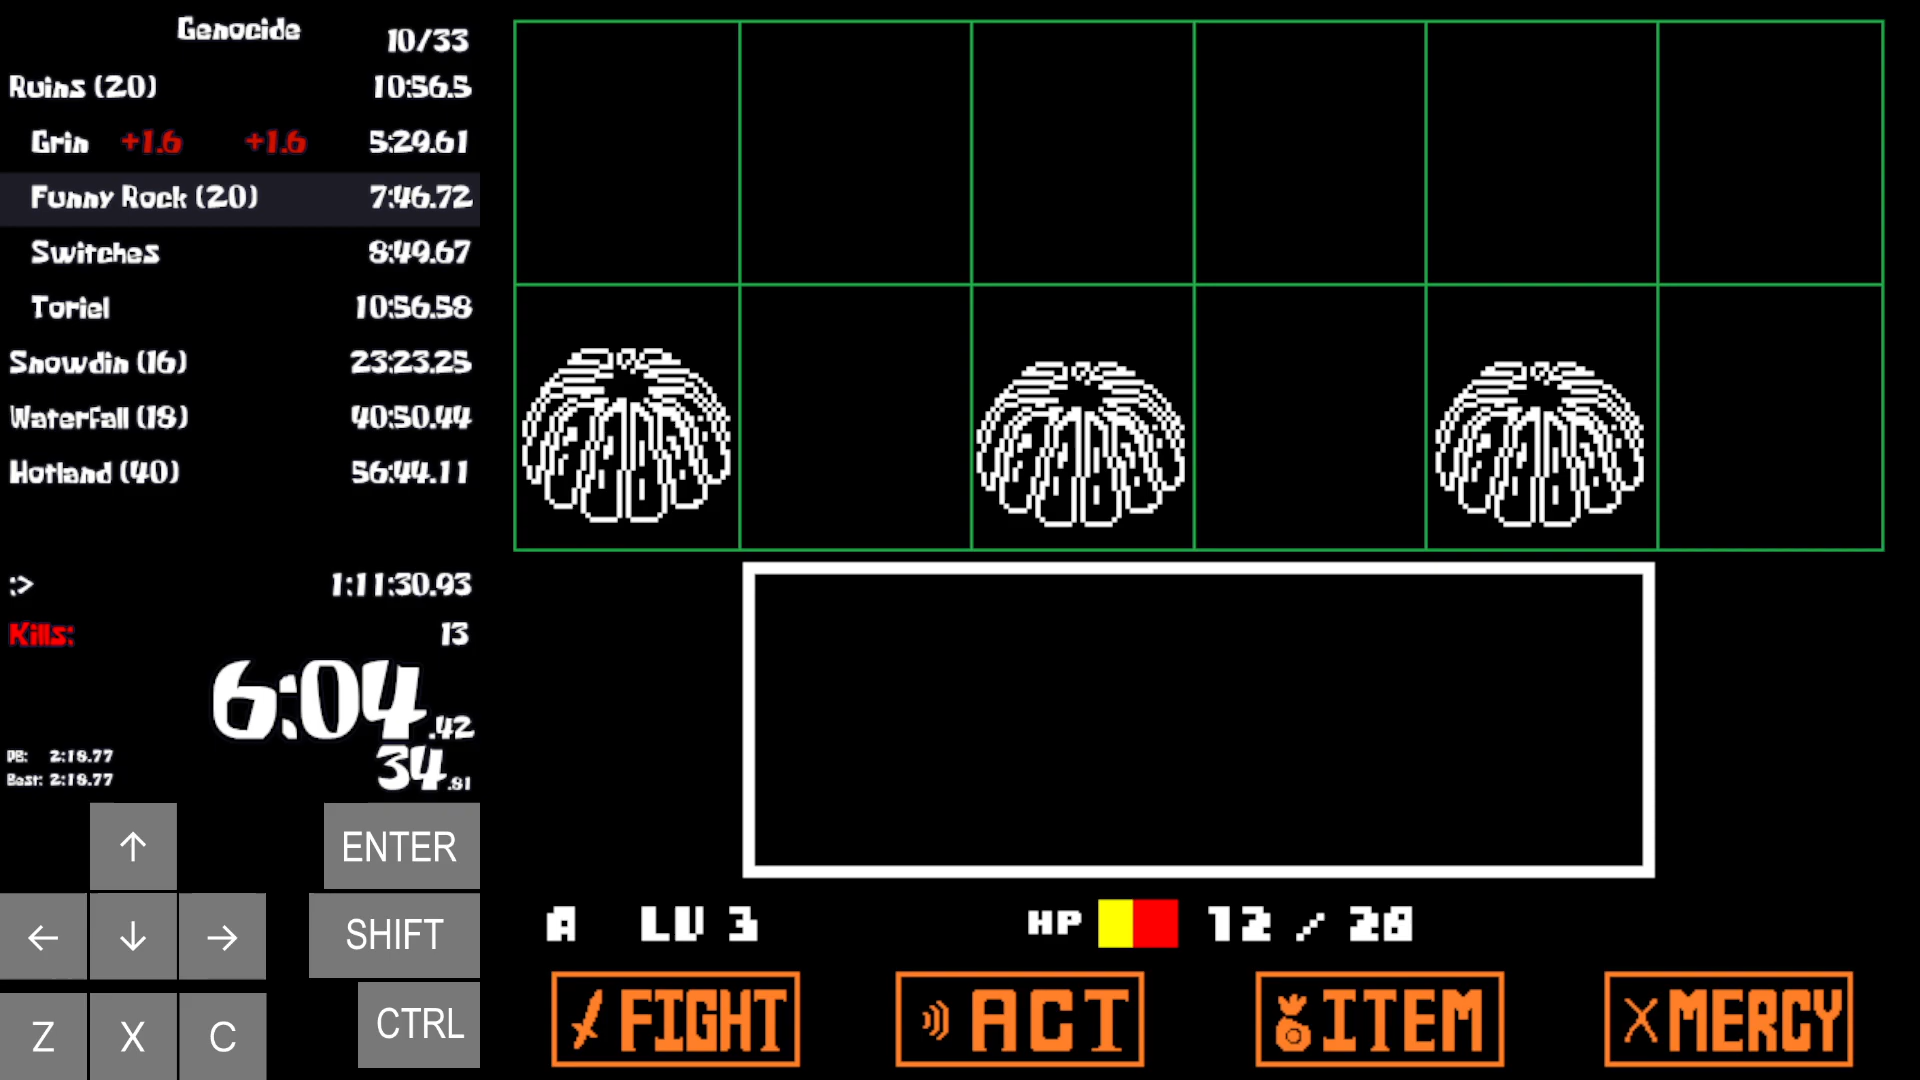 Genocide 10/33
Ruins (20) 10:56.5
Grin +1.6 +1.6 5:29.61
Funny Rock (20) 7:46.72
Switches 8:49.67
Toriel 10:56.58
Snowdin (16) 23:23.25
Waterfall (18) 40:50.44
Hotland (40) 56:44.11
:> 1:11:30.93
Kills: 13
6:04.42
34.81
PB: 2:18.77
Best: 2:18.77
↑ ENTER
← ↓ → SHIFT
Z X C CTRL
A LV 3 HP 12 / 28
FIGHT ACT ITEM MERCY